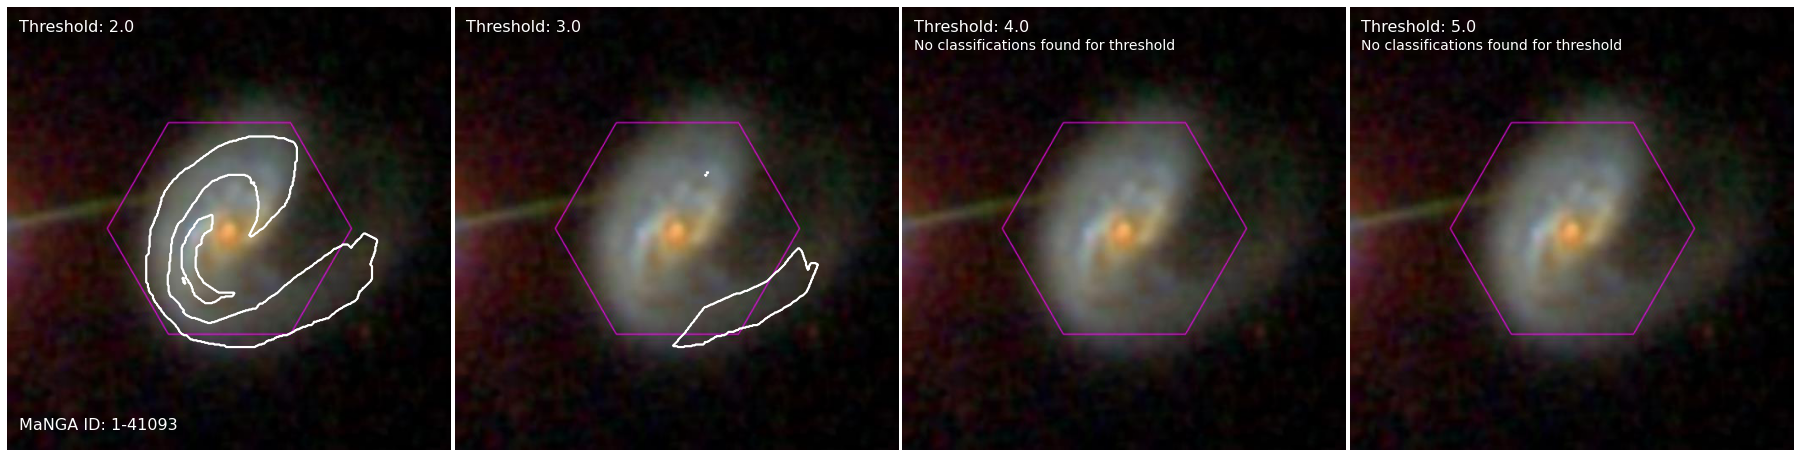 Threshold: 2.0
MaNGA ID: 1-41093
Threshold: 3.0
Threshold: 4.0
No classifications found for threshold
Threshold: 5.0
No classifications found for threshold